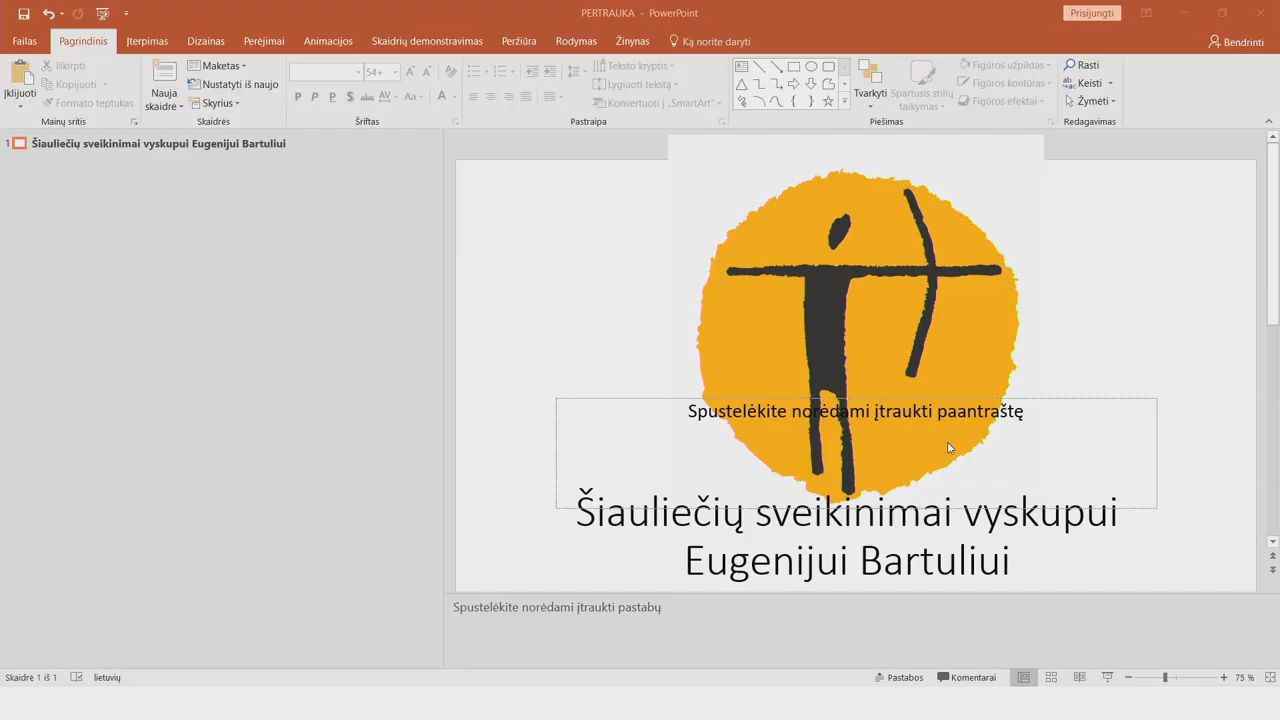 PERTRAUKA - PowerPoint
Prisijungti
Failas Pagrindinis Įterpimas Dizainas Perėjimai Animacijos Skaidrių demonstravimas Peržiūra Rodymas Žinynas Ką norite daryti Bendrinti
Įklijuoti
Iškirpti
Kopijuoti
Formato teptukas
Mainų sritis
Nauja skaidrė
Maketas
Nustatyti iš naujo
Skyrius
Skaidrės
54+
Šriftas
Teksto kryptis
Lygiuoti tekstą
Konvertuoti į „SmartArt“
Pastraipa
Tvarkyti
Spartusis stilių taikymas
Figūros užpildas
Figūros kontūras
Figūros efektai
Piešimas
Rasti
Keisti
Žymėti
Redagavimas
1 Šiauliečių sveikinimai vyskupui Eugenijui Bartuliui
Spustelėkite norėdami įtraukti paantraštę
Šiauliečių sveikinimai vyskupui
Eugenijui Bartuliui
Spustelėkite norėdami įtraukti pastabų
Skaidrė 1 iš 1 lietuvių Pastabos Komentarai 75 %